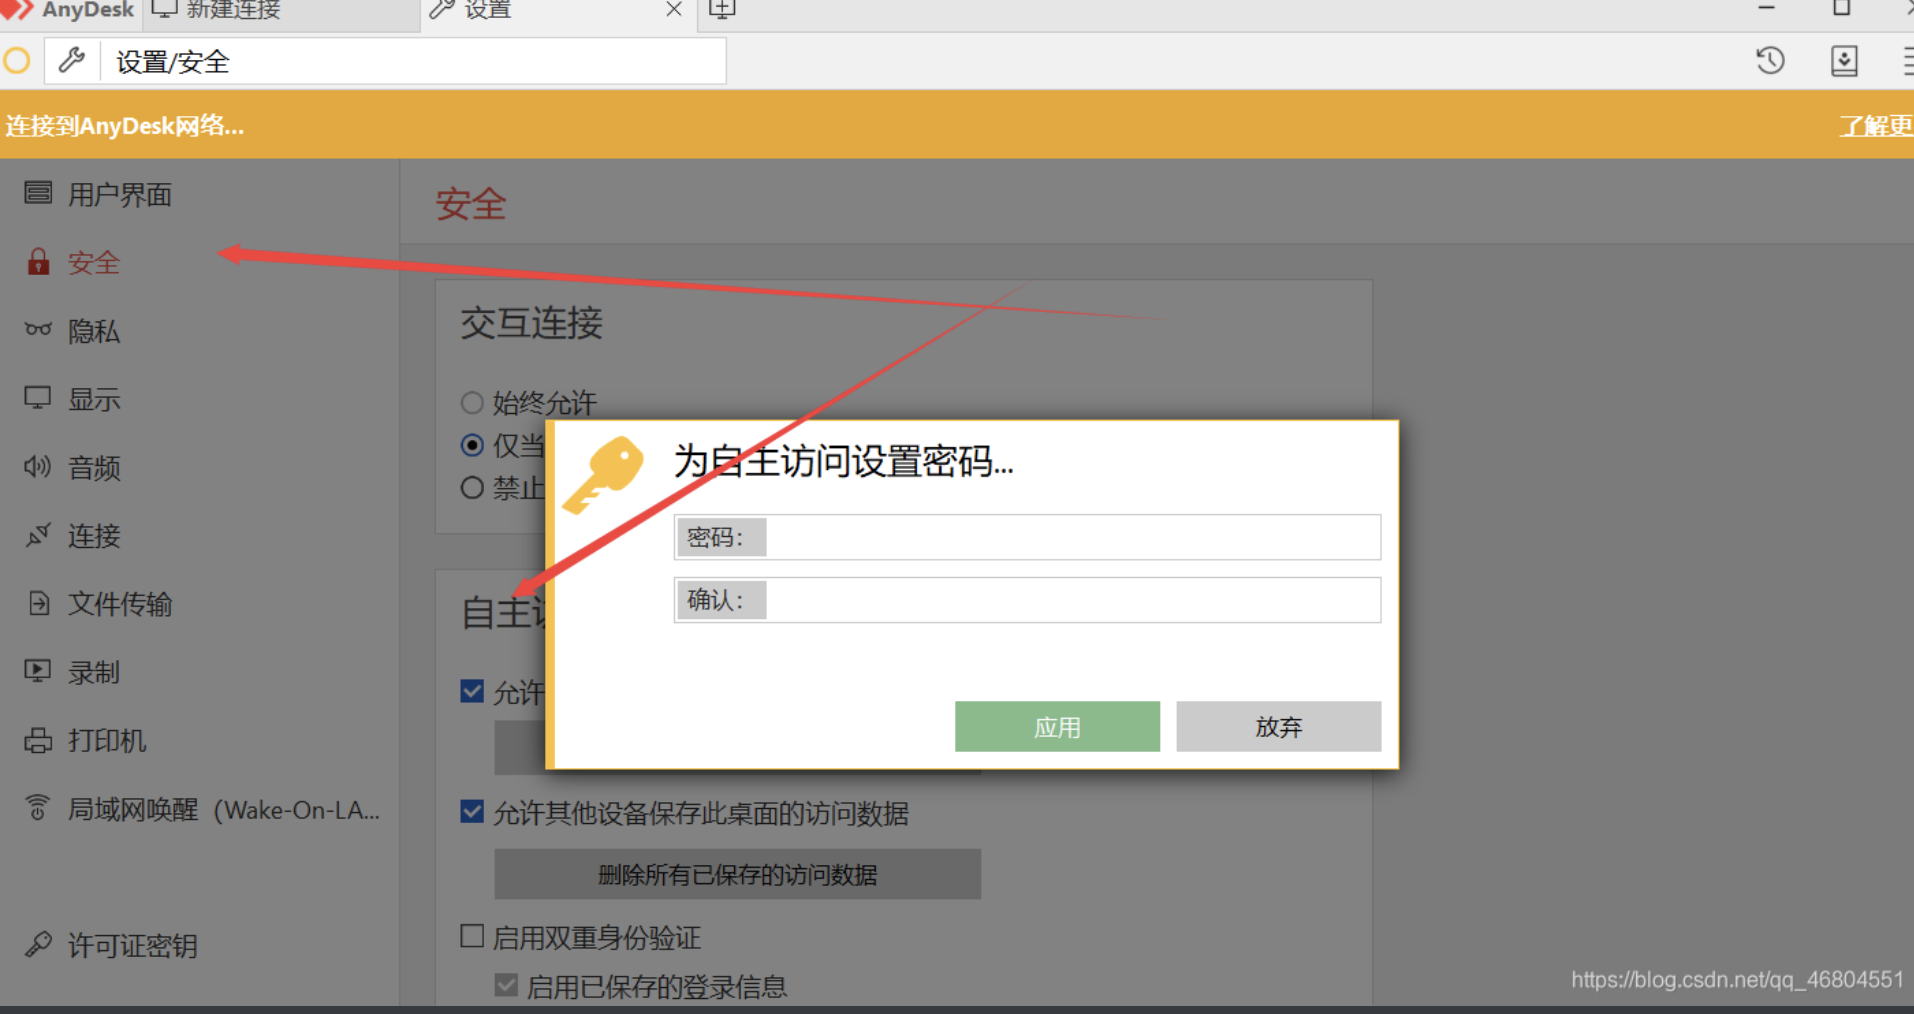 AnyDesk
新建连接
设置
设置/安全
连接到AnyDesk网络...
了解更
用户界面
安全
安全
隐私
交互连接
显示
始终允许
仅当
音频
禁止
为自主访问设置密码...
密码：
连接
确认：
文件传输
自主
录制
允许
应用
放弃
打印机
局域网唤醒（Wake-On-LA...
允许其他设备保存此桌面的访问数据
删除所有已保存的访问数据
许可证密钥
启用双重身份验证
启用已保存的登录信息
https://blog.csdn.net/qq_46804551